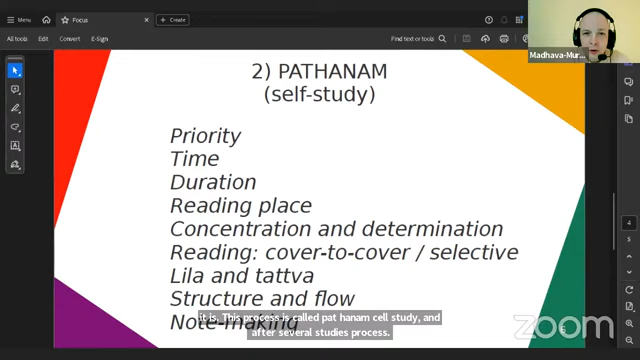 Menu
Focus
Create
All tools
Edit
Convert
E-Sign
Find text or tools
Madhava-Mur...
2) PATHANAM
(self-study)
Priority
Time
Duration
Reading place
Concentration and determination
Reading: cover-to-cover / selective
Lila and tattva
Structure and flow
Note-making
it is, This process is called pat hanam cell study, and
after several studies process.
zoom
4
5